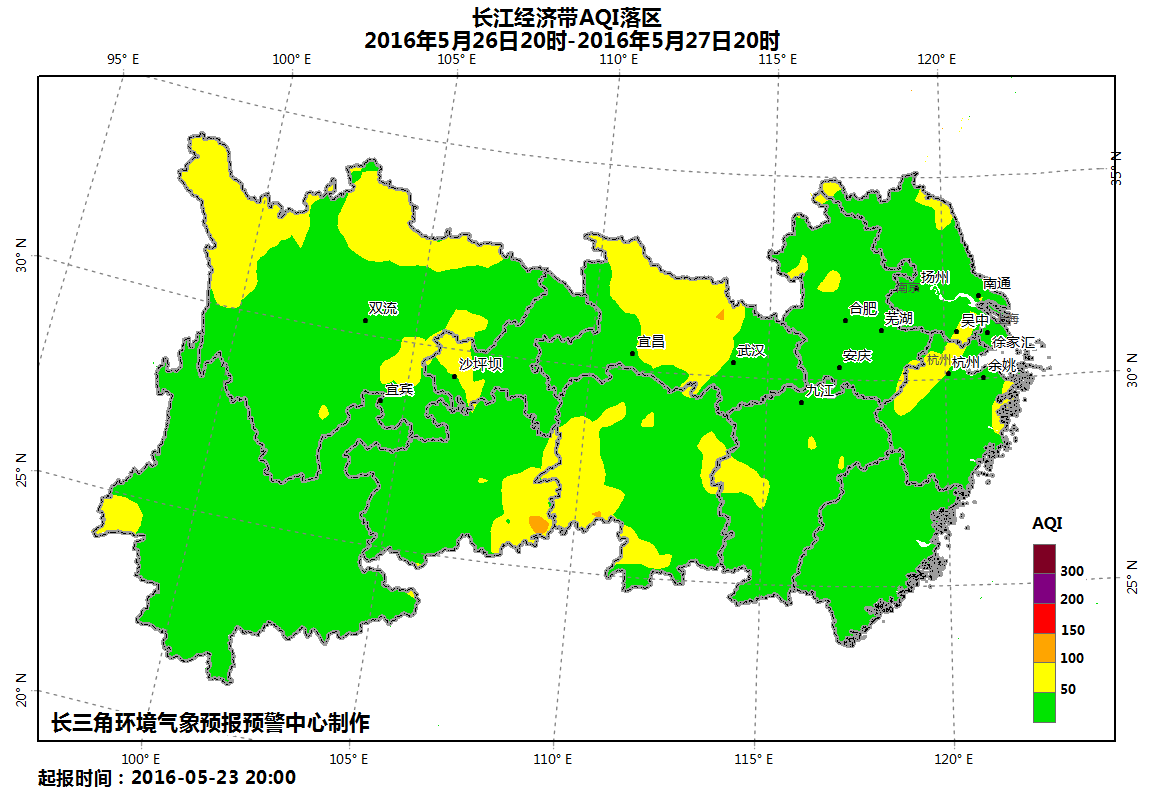 长江经济带AQI落区
2016年5月26日20时-2016年5月27日20时
95° E 100° E 105° E 110° E 115° E 120° E
35° N
30° N
扬州
南通
双流
合肥
芜湖
吴中
宜昌
武汉
徐家汇
安庆
杭州 杭州
余姚
30° N
沙坪坝
宜宾
九江
25° N
AQI
300
200
150
100
50
25° N
20° N
长三角环境气象预报预警中心制作
100° E 105° E 110° E 115° E 120° E
起报时间：2016-05-23 20:00